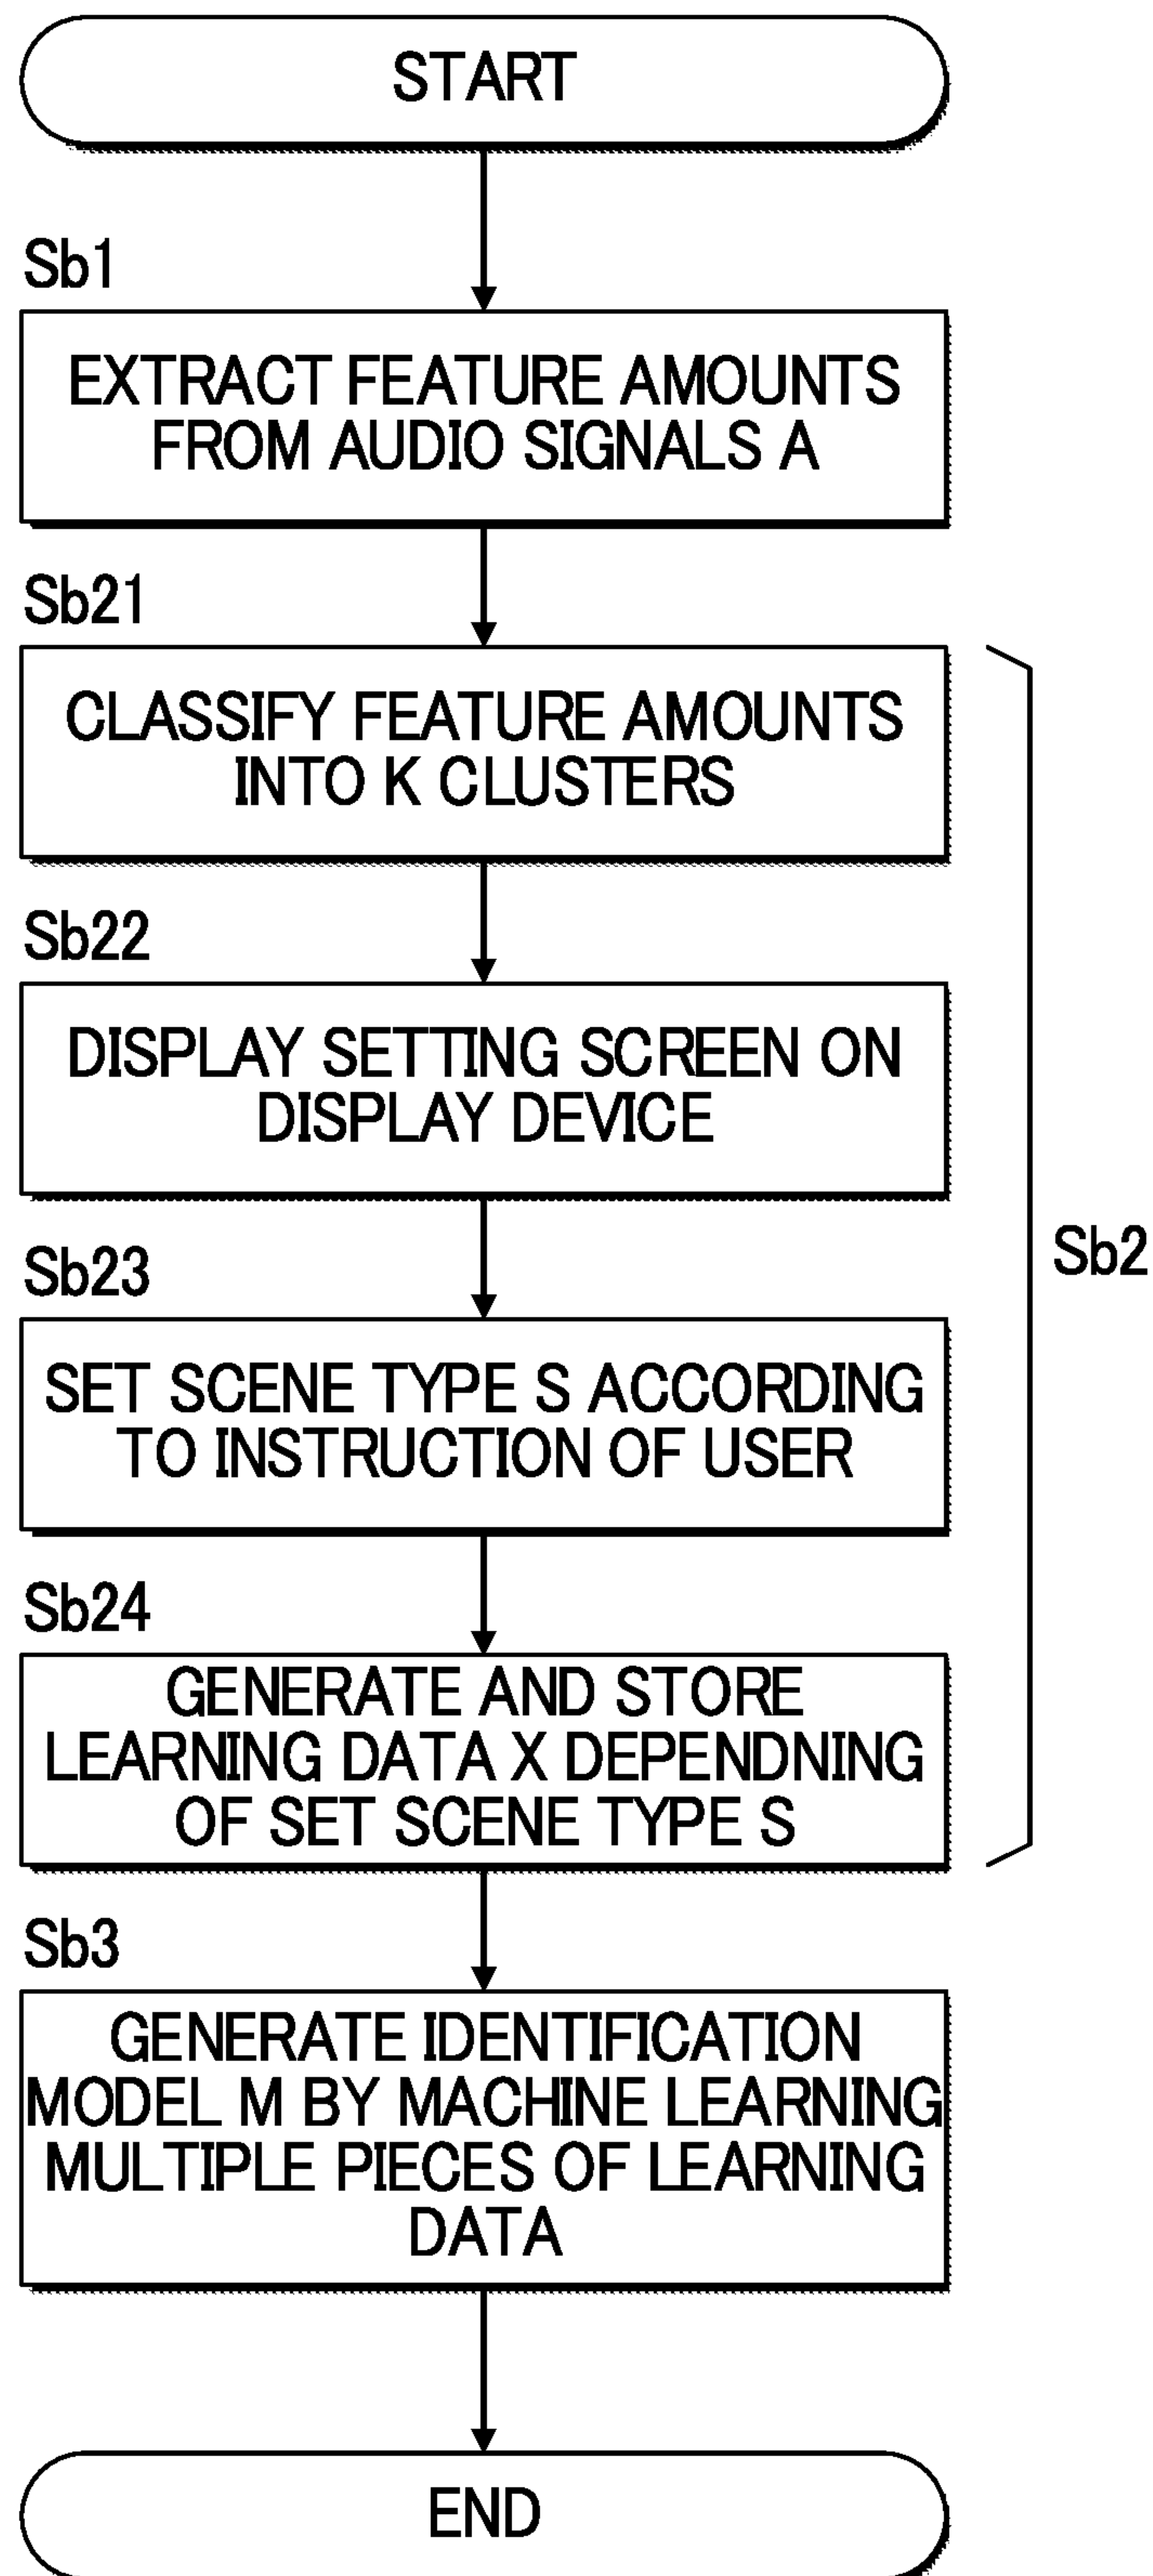 START
Sb1
EXTRACT FEATURE AMOUNTS
FROM AUDIO SIGNALS A
Sb21
CLASSIFY FEATURE AMOUNTS
INTO K CLUSTERS
Sb22
DISPLAY SETTING SCREEN ON
DISPLAY DEVICE
Sb2
Sb23
SET SCENE TYPE S ACCORDING
TO INSTRUCTION OF USER
Sb24
GENERATE AND STORE
LEARNING DATA X DEPENDNING
OF SET SCENE TYPE S
Sb3
GENERATE IDENTIFICATION
MODEL M BY MACHINE LEARNING
MULTIPLE PIECES OF LEARNING
DATA
END